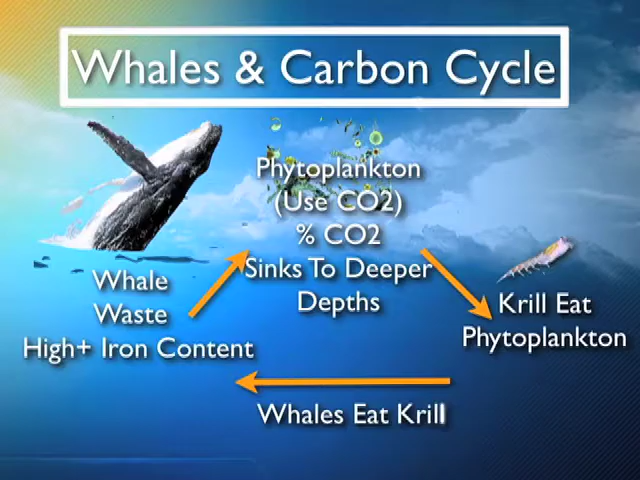 Whales & Carbon Cycle
Phytoplankton
(Use CO2)
% CO2
Sinks To Deeper
Depths
Whale
Waste
High+ Iron Content
Krill Eat
Phytoplankton
Whales Eat Krill